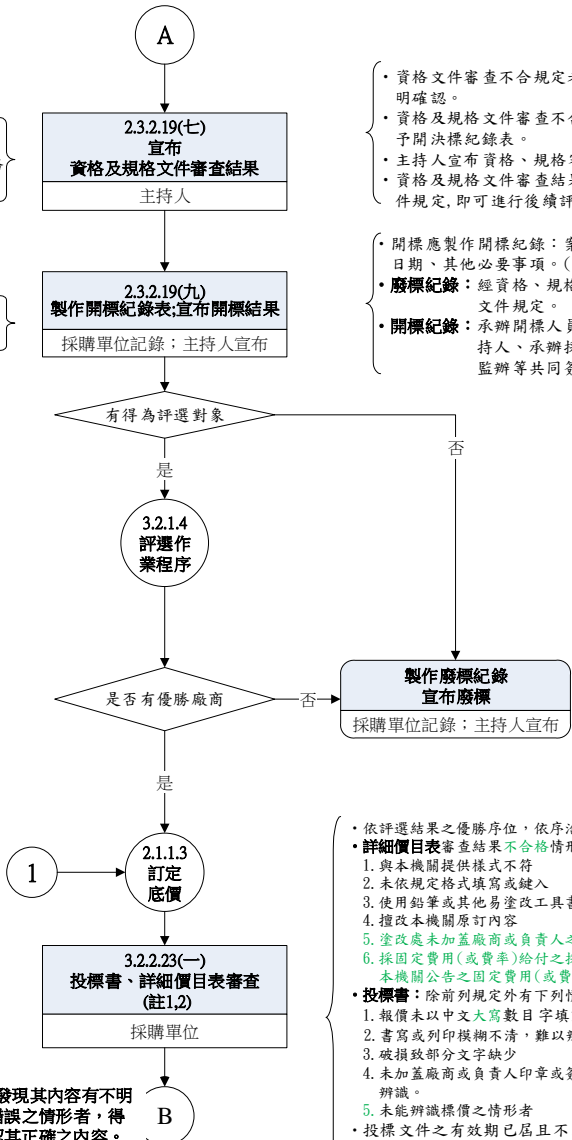 A
2.3.2.19(七)
宣布
資格及規格文件審查結果
主持人
・資格文件審查不合規定
明確認。
・資格及規格文件審查不
予開決標紀錄表。
・主持人宣布資格、規格
・資格及規格文件審查結
件規定,即可進行後續
2.3.2.19(九)
製作開標紀錄表;宣布開標結果
採購單位記錄；主持人宣布
・開標應製作開標紀錄：
日期、其他必要事項。(
・廢標紀錄：經資格、規
文件規定。
・開標紀錄：承辦開標人
持人、承辦
監辦等共同
有得為評選對象
是
否
3.2.1.4
評選作
業程序
是否有優勝廠商
否
製作廢標紀錄
宣布廢標
採購單位記錄；主持人宣布
是
1
2.1.1.3
訂定
底價
3.2.2.23(一)
投標書、詳細價目表審查
(註1,2)
採購單位
・依評選結果之優勝序位，依序
・詳細價目表審查結果不合格情
1.與本機關提供樣式不符
2.未依規定格式填寫或鍵入
3.使用鉛筆或其他易塗改工具
4.擅改本機關原訂內容
5.塗改處未加蓋廠商或負責人
6.採固定費用(或費率)給付之
本機關公告之固定費用(或
・投標書：除前列規定外有下列
1.報價未以中文大寫數目字填
2.書寫或列印模糊不清，難以
3.破損致部分文字缺少
4.未加蓋廠商或負責人印章或
辨識。
5.未能辨識標價之情形者
・投標文件之有效期已屆且不
發現其內容有不明
錯誤之情形者，得
其正確之內容。
B